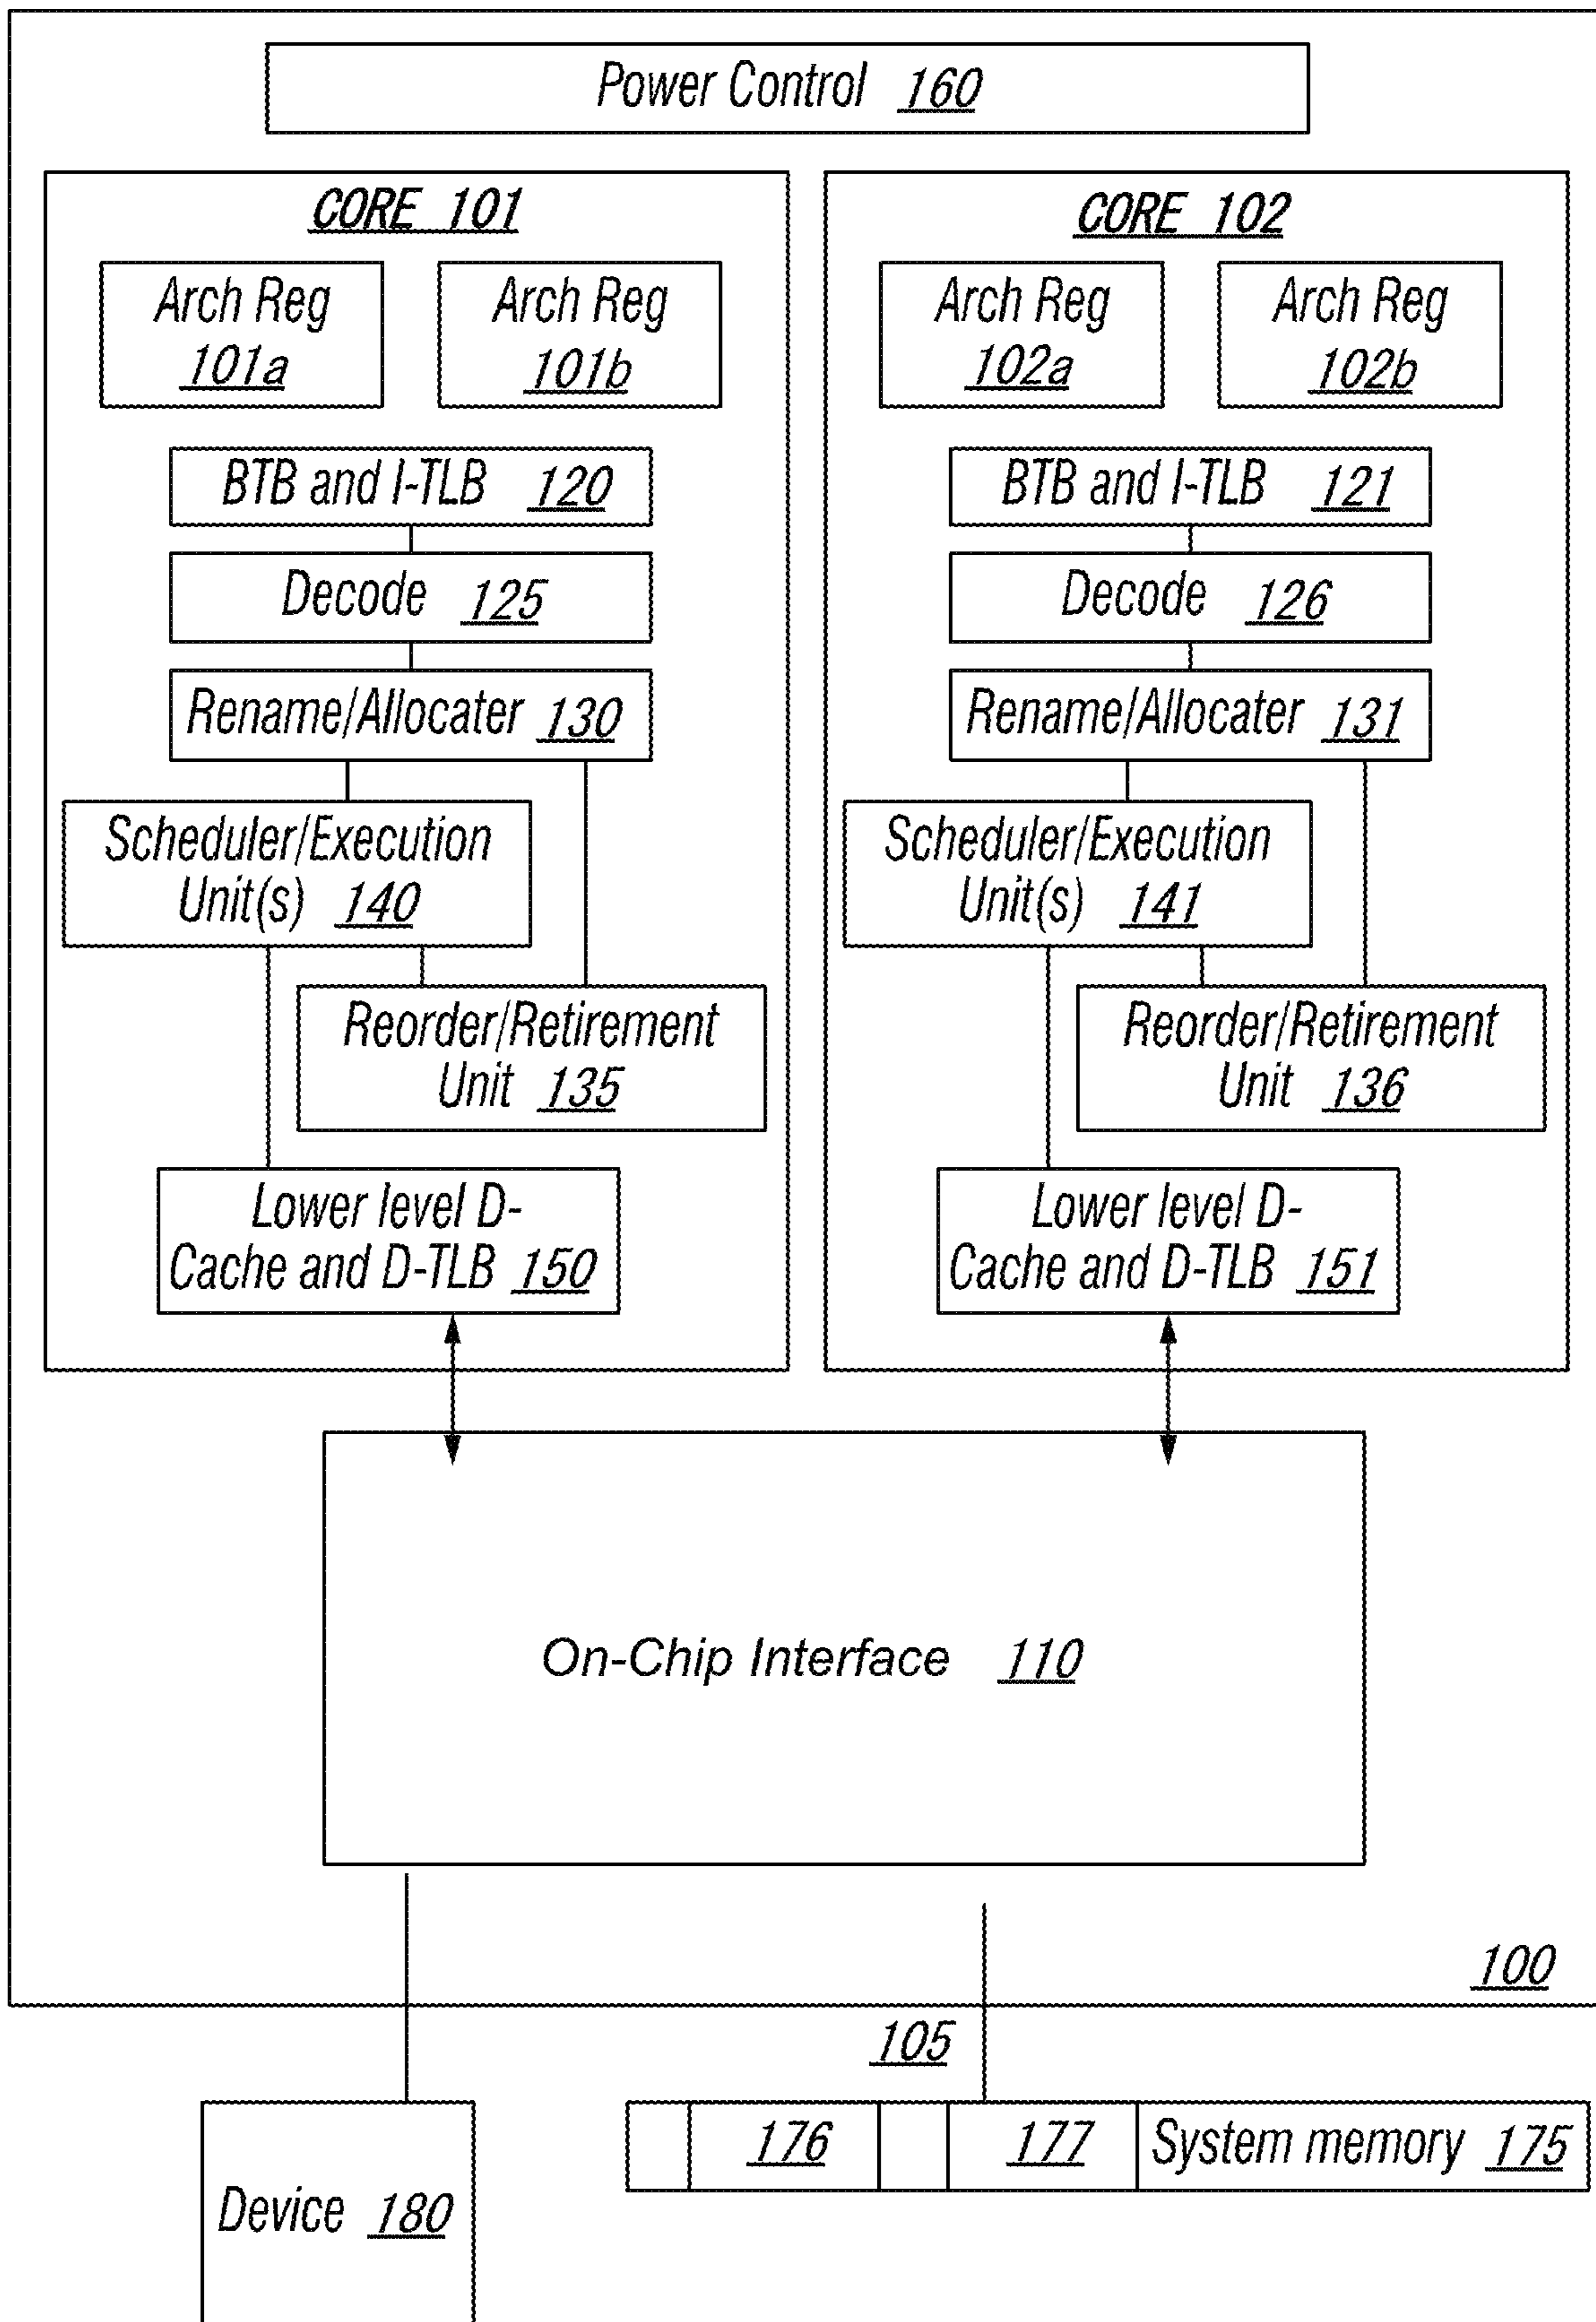 Power Control 160
CORE 101
Arch Reg
101a
Arch Reg
101b
BTB and I-TLB 120
Decode 125
Rename/Allocater 130
Scheduler/Execution
Unit(s) 140
Reorder/Retirement
Unit 135
Lower level D-
Cache and D-TLB 150
CORE 102
Arch Reg
102a
Arch Reg
102b
BTB and I-TLB 121
Decode 126
Rename/Allocater 131
Scheduler/Execution
Unit(s) 141
Reorder/Retirement
Unit 136
Lower level D-
Cache and D-TLB 151
On-Chip Interface 110
100
105
176
177
System memory 175
Device 180